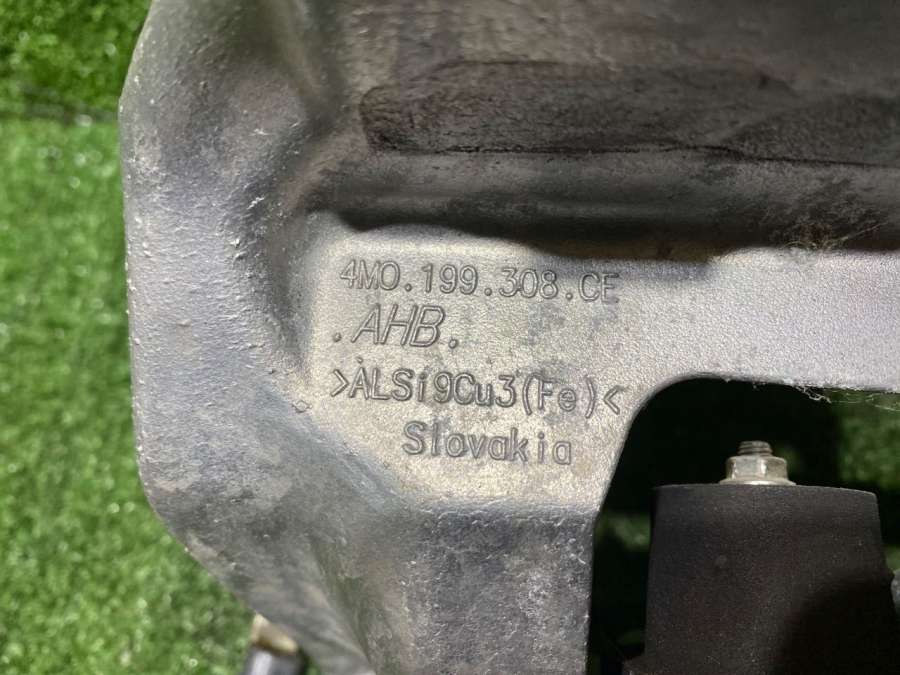 4M0.199.308.CE
.AHB.
>ALSi9Cu3(Fe)<
Slovakia